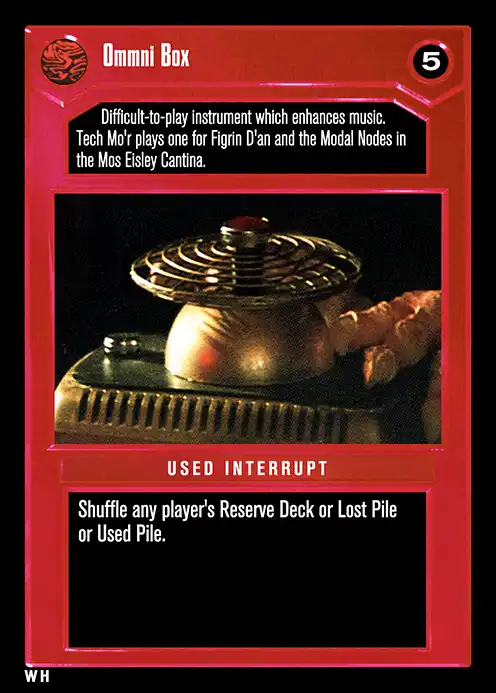 Ommni Box
5
Difficult-to-play instrument which enhances music.
Tech Mo'r plays one for Figrin D'an and the Modal Nodes in
the Mos Eisley Cantina.
USED INTERRUPT
Shuffle any player's Reserve Deck or Lost Pile
or Used Pile.
WH